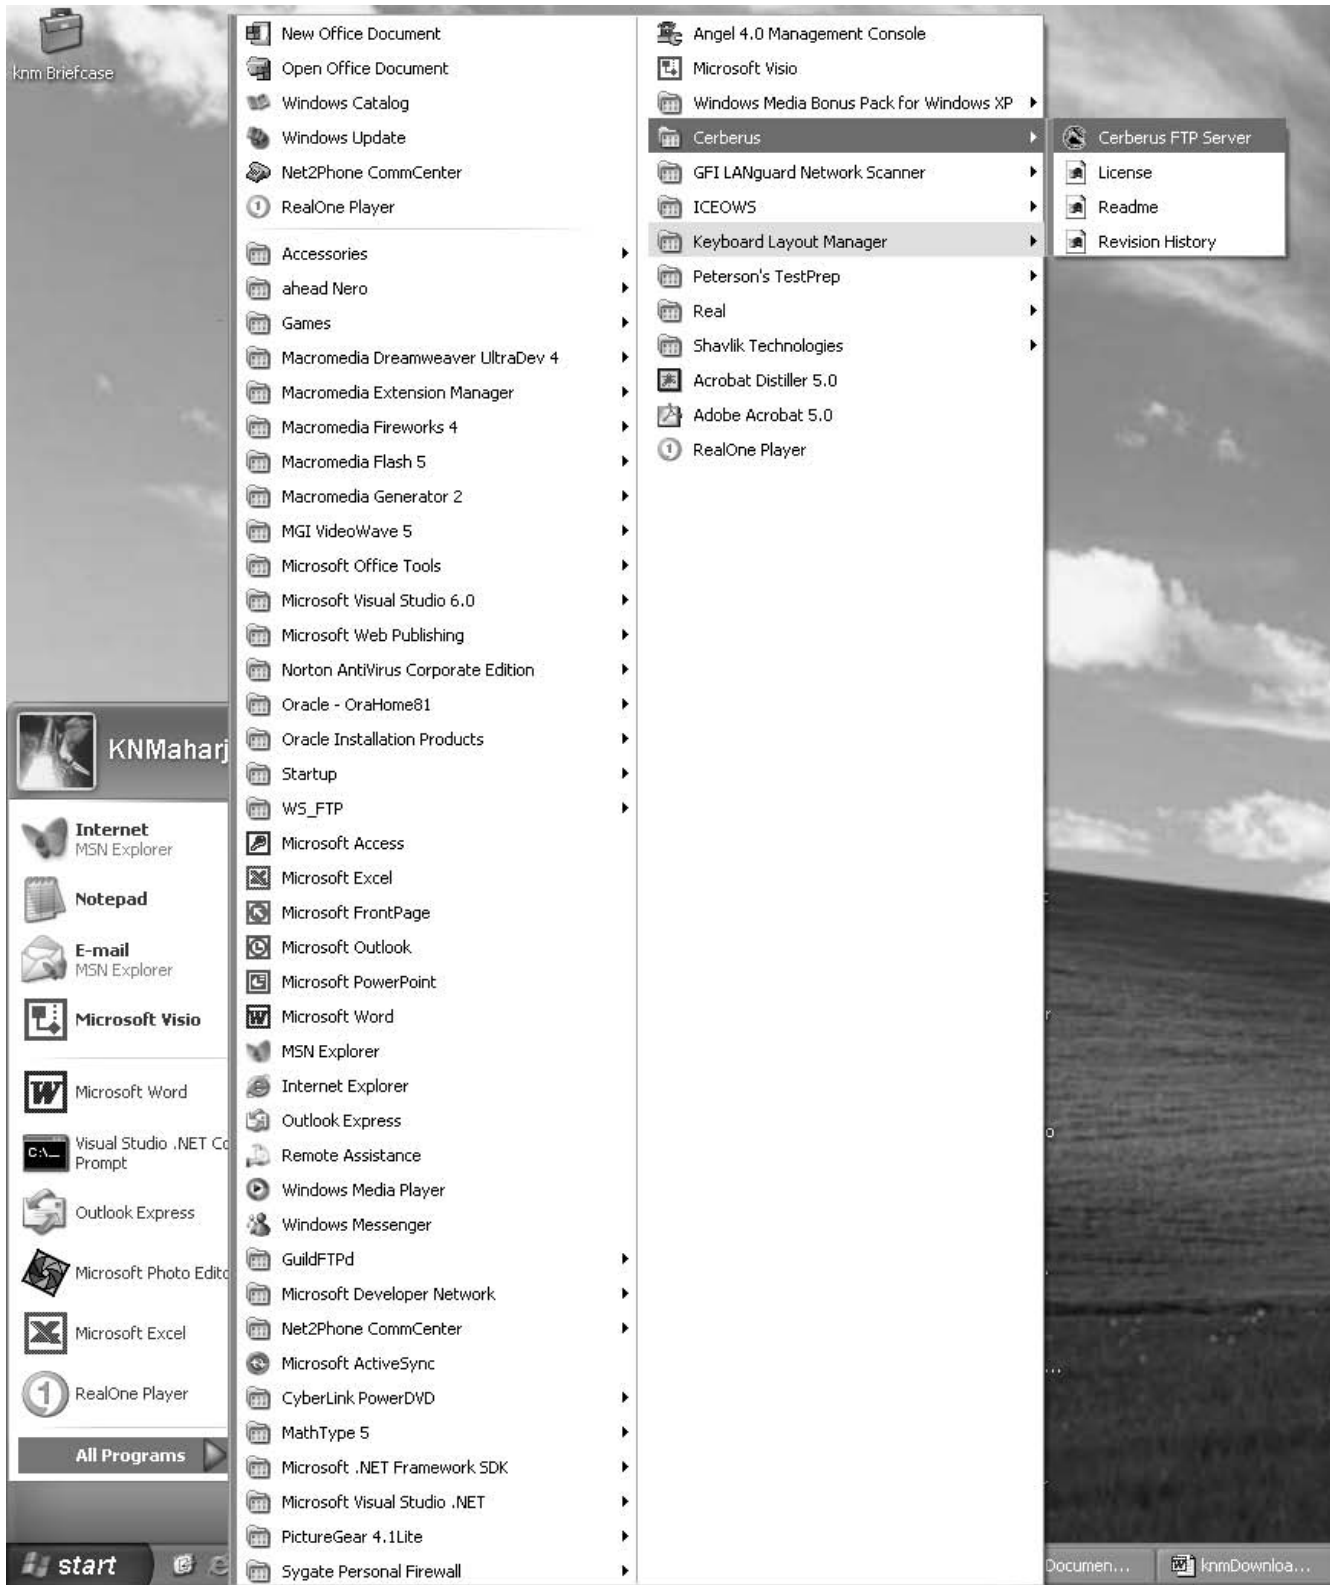 knm Briefcase
New Office Document
Open Office Document
Windows Catalog
Windows Update
Net2Phone CommCenter
RealOne Player
Accessories
ahead Nero
Games
Macromedia Dreamweaver UltraDev 4
Macromedia Extension Manager
Macromedia Fireworks 4
Macromedia Flash 5
Macromedia Generator 2
MGI VideoWave 5
Microsoft Office Tools
Microsoft Visual Studio 6.0
Microsoft Web Publishing
Norton AntiVirus Corporate Edition
Oracle - OraHome81
Oracle Installation Products
Startup
WS_FTP
Microsoft Access
Microsoft Excel
Microsoft FrontPage
Microsoft Outlook
Microsoft PowerPoint
Microsoft Word
MSN Explorer
Internet Explorer
Outlook Express
Remote Assistance
Windows Media Player
Windows Messenger
GuildFTPd
Microsoft Developer Network
Net2Phone CommCenter
Microsoft ActiveSync
CyberLink PowerDVD
MathType 5
Microsoft .NET Framework SDK
Microsoft Visual Studio .NET
PictureGear 4.1Lite
Sygate Personal Firewall
Angel 4.0 Management Console
Microsoft Visio
Windows Media Bonus Pack for Windows XP
Cerberus
GFI LANguard Network Scanner
ICEOWS
Keyboard Layout Manager
Peterson's TestPrep
Real
Shavlik Technologies
Acrobat Distiller 5.0
Adobe Acrobat 5.0
RealOne Player
Cerberus FTP Server
License
Readme
Revision History
KNMaharj
Internet
MSN Explorer
Notepad
E-mail
MSN Explorer
Microsoft Visio
Microsoft Word
C:\_
Visual Studio .NET Co
Prompt
Outlook Express
Microsoft Photo Edito
Microsoft Excel
RealOne Player
All Programs
start
Documen...
knmDownloa...